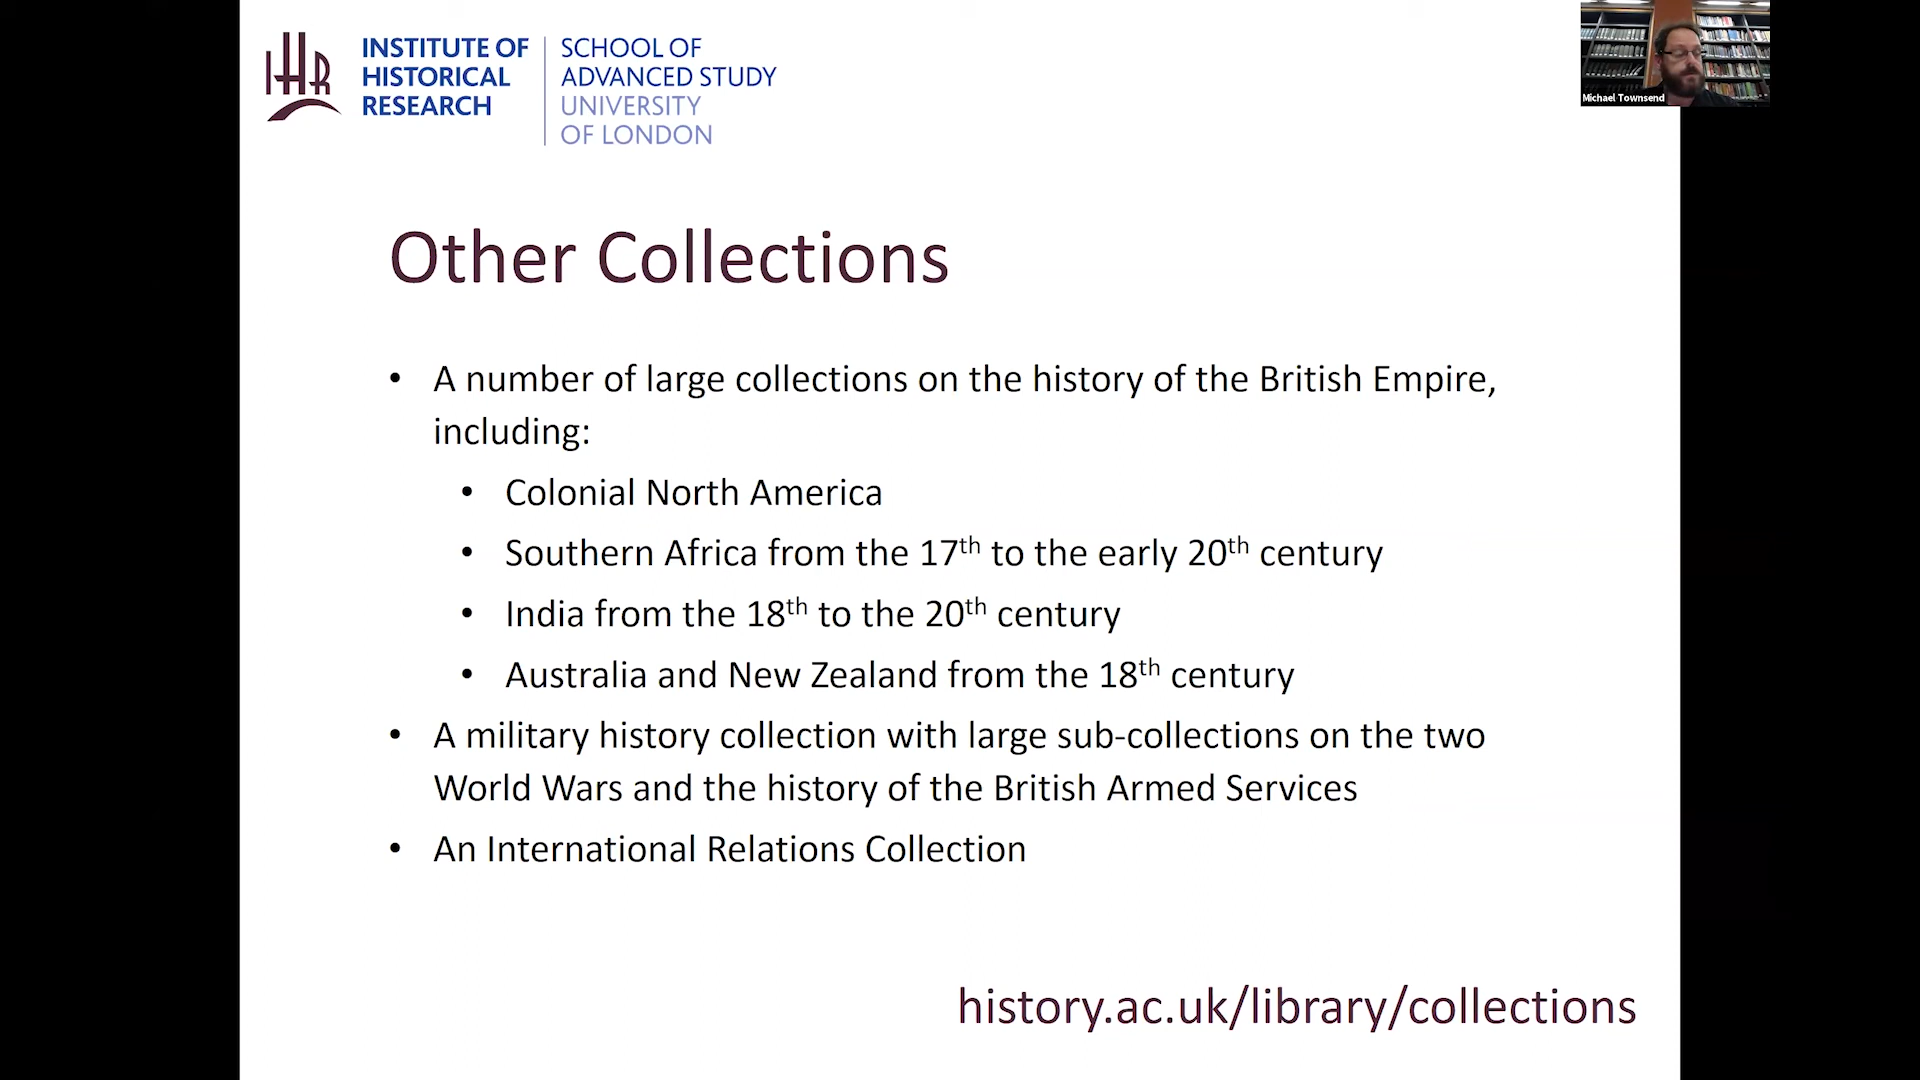 IHR
INSTITUTE OF
HISTORICAL
RESEARCH
SCHOOL OF
ADVANCED STUDY
UNIVERSITY
OF LONDON
Michael Townsend
Other Collections
• A number of large collections on the history of the British Empire,
including:
• Colonial North America
• Southern Africa from the 17th to the early 20th century
• India from the 18th to the 20th century
• Australia and New Zealand from the 18th century
• A military history collection with large sub-collections on the two
World Wars and the history of the British Armed Services
• An International Relations Collection
history.ac.uk/library/collections